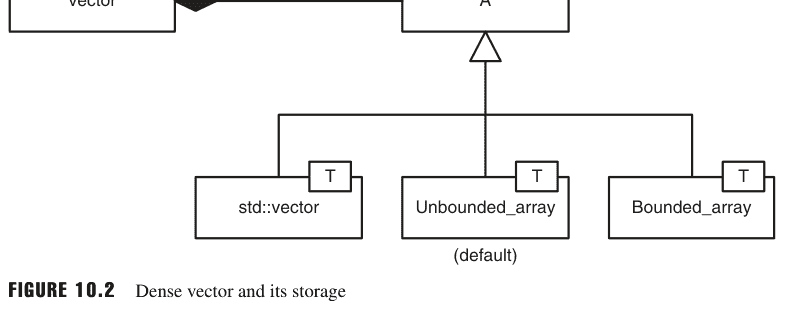 vector A
T T T
std::vector Unbounded_array Bounded_array
(default)
FIGURE 10.2 Dense vector and its storage